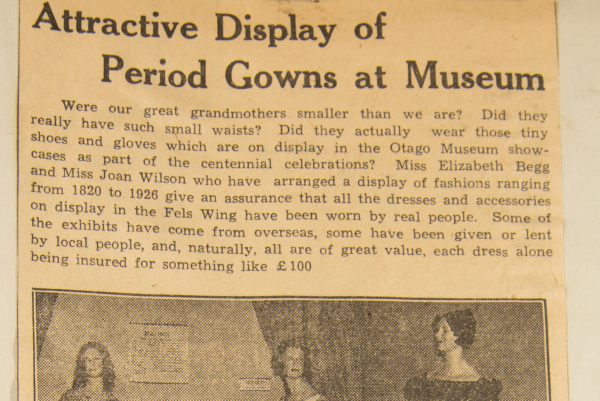 Attractive Display of
Period Gowns at Museum
Were our great grandmothers smaller than we are? Did they
really have such small waists? Did they actually wear those tiny
shoes and gloves which are on display in the Otago Museum show-
cases as part of the centennial celebrations? Miss Elizabeth Begg
and Miss Joan Wilson who have arranged a display of fashions ranging
from 1820 to 1926 give an assurance that all the dresses and accessories
on display in the Fels Wing have been worn by real people. Some of
the exhibits have come from overseas, some have been given or lent
by local people, and, naturally, all are of great value, each dress alone
being insured for something like £100